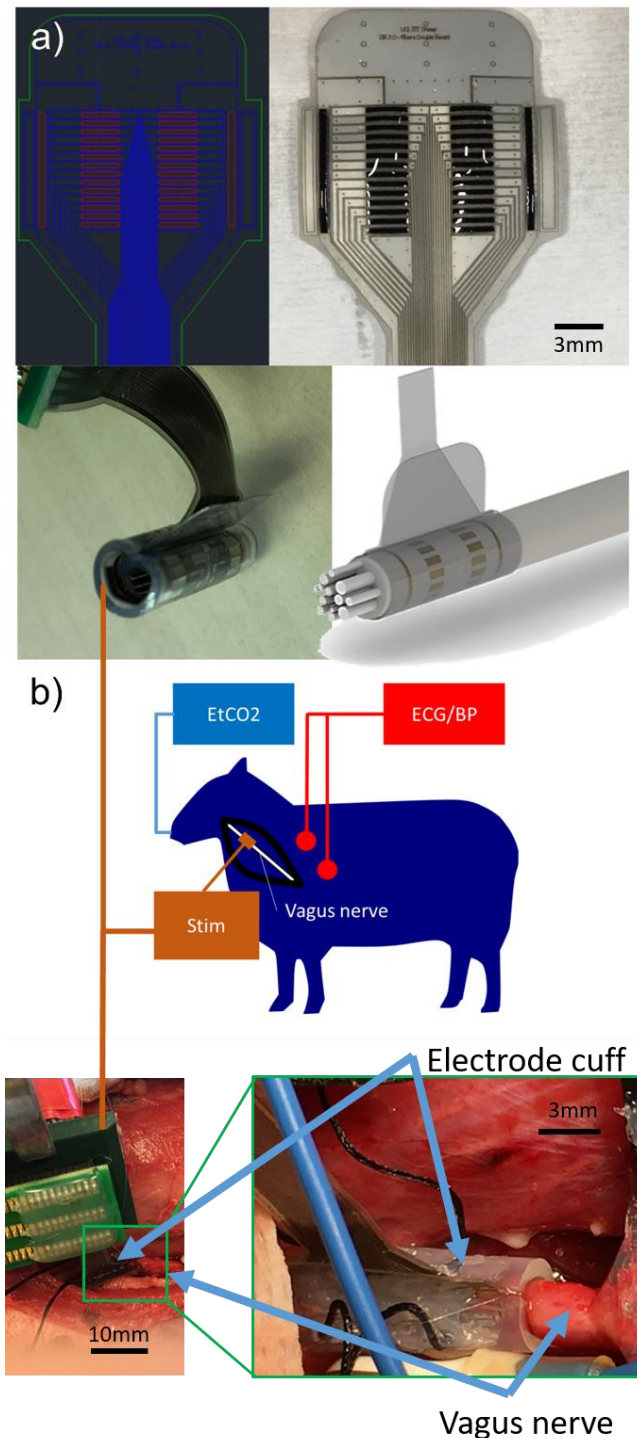 a)
3mm
b)
EtCO2
ECG/BP
Stim
Vagus nerve
Electrode cuff
3mm
10mm
Vagus nerve